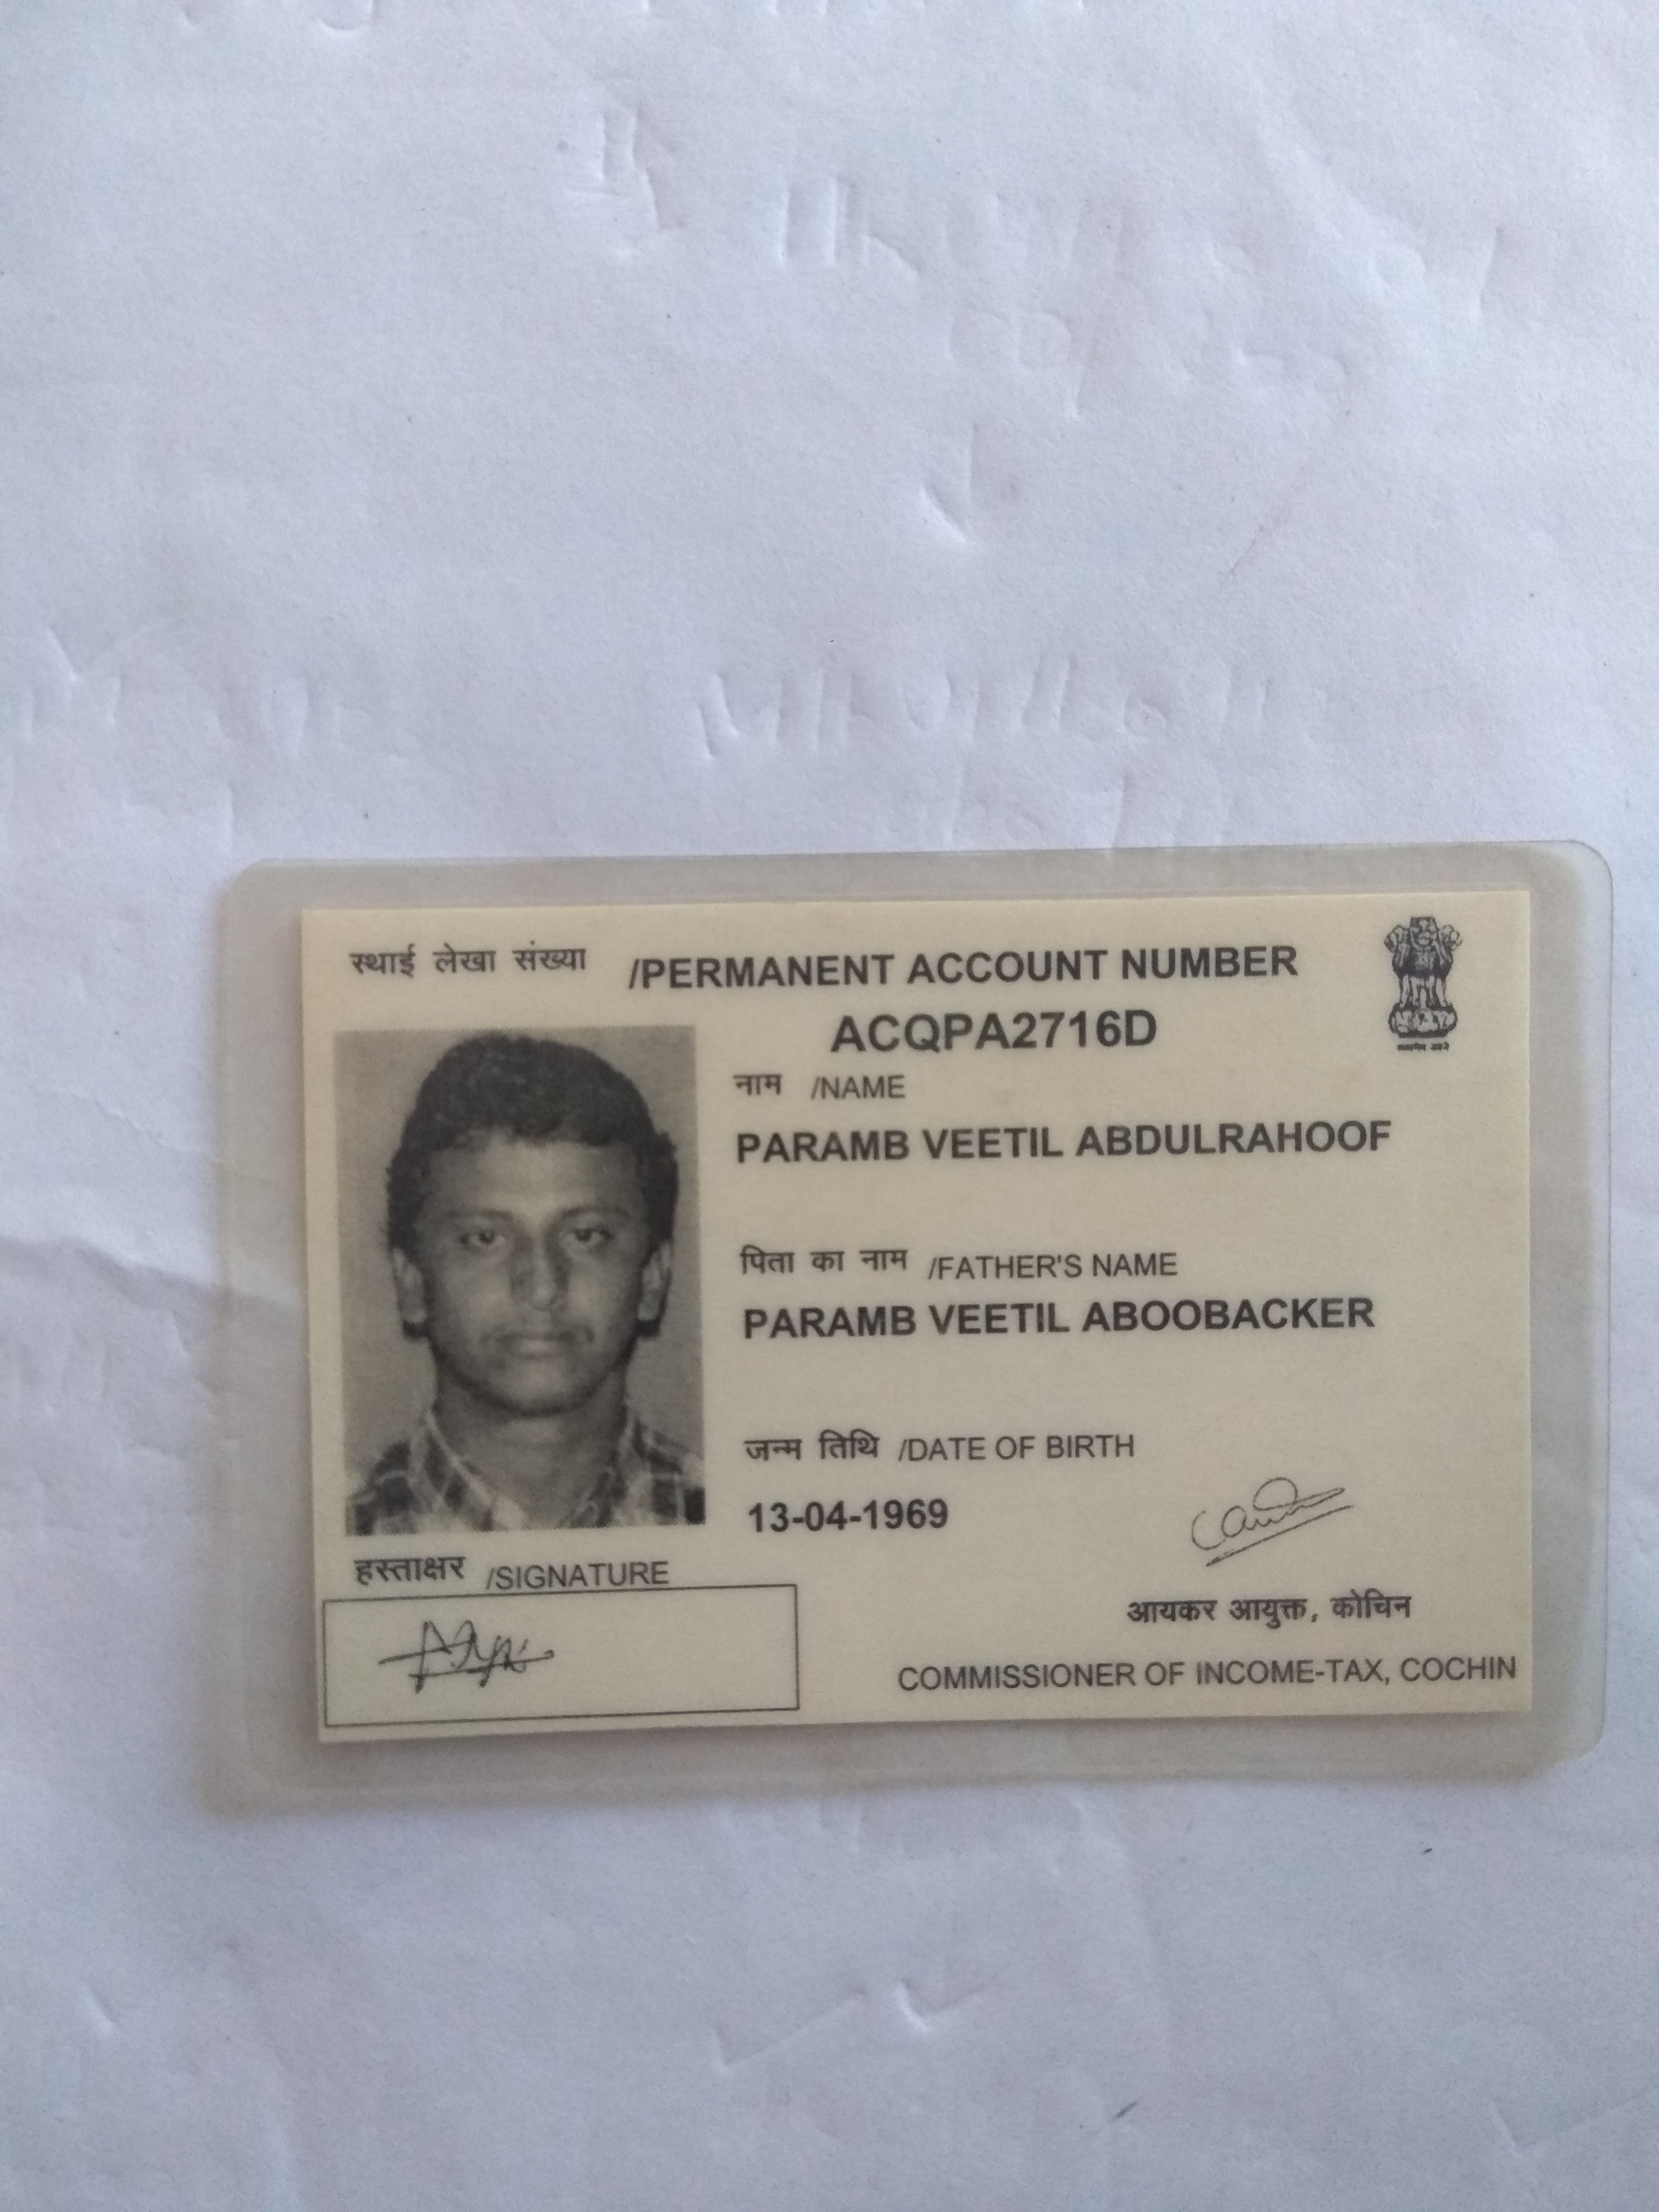 स्थाई लेखा संख्या /PERMANENT ACCOUNT NUMBER
ACQPA2716D
नाम /NAME
PARAMB VEETIL ABDULRAHOOF
पिता का नाम /FATHER'S NAME
PARAMB VEETIL ABOOBACKER
जन्म तिथि /DATE OF BIRTH
13-04-1969
हस्ताक्षर /SIGNATURE
आयकर आयुक्त, कोचिन
COMMISSIONER OF INCOME-TAX, COCHIN